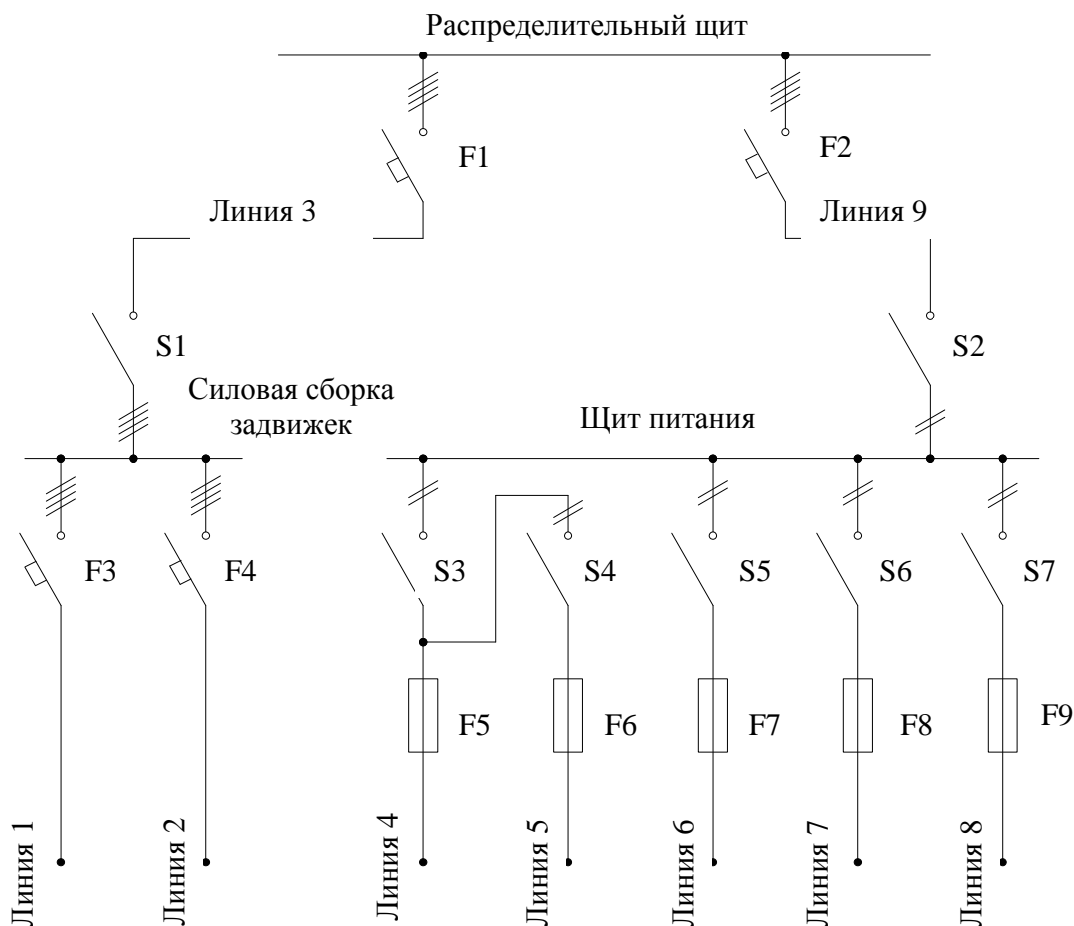 Распределительный щит
F1
F2
Линия 3
Линия 9
S1
S2
Силовая сборка
задвижек
Щит питания
F3
F4
S3
S4
S5
S6
S7
F5
F6
F7
F8
F9
Линия 1
Линия 2
Линия 4
Линия 5
Линия 6
Линия 7
Линия 8